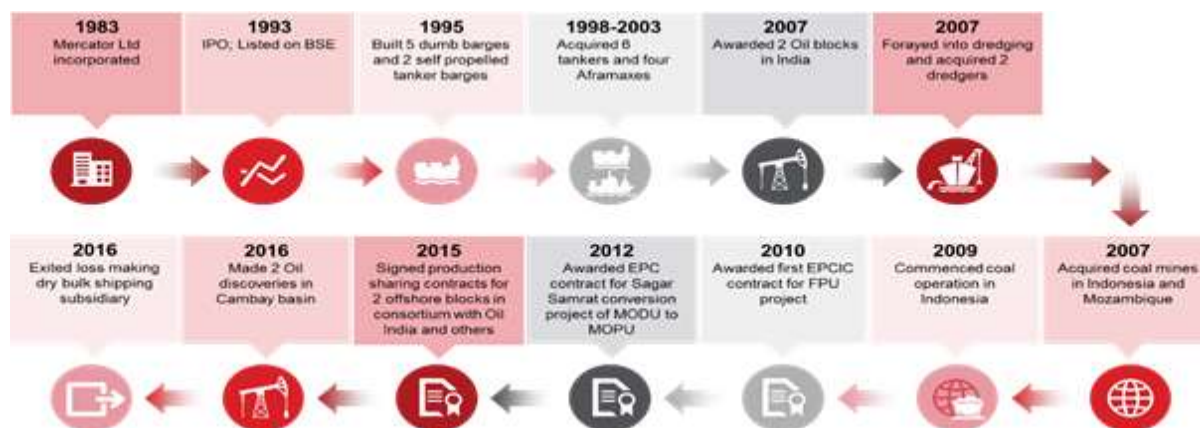 1983
Mercator Ltd
incorporated
1993
IPO; Listed on BSE
1995
Built 5 dumb barges
and 2 self propelled
tanker barges
1998-2003
Acquired 6
tankers and four
Aframaxes
2007
Awarded 2 Oil blocks
in India
2007
Forayed into dredging
and acquired 2
dredgers
2007
Acquired coal mines
in Indonesia and
Mozambique
2009
Commenced coal
operation in
Indonesia
2010
Awarded first EPCIC
contract for FPU
project
2012
Awarded EPC
contract for Sagar
Samrat conversion
project of MODU to
MOPU
2015
Signed production
sharing contracts for
2 offshore blocks in
consortium with Oil
India and others
2016
Made 2 Oil
discoveries in
Cambay basin
2016
Exited loss making
dry bulk shipping
subsidiary